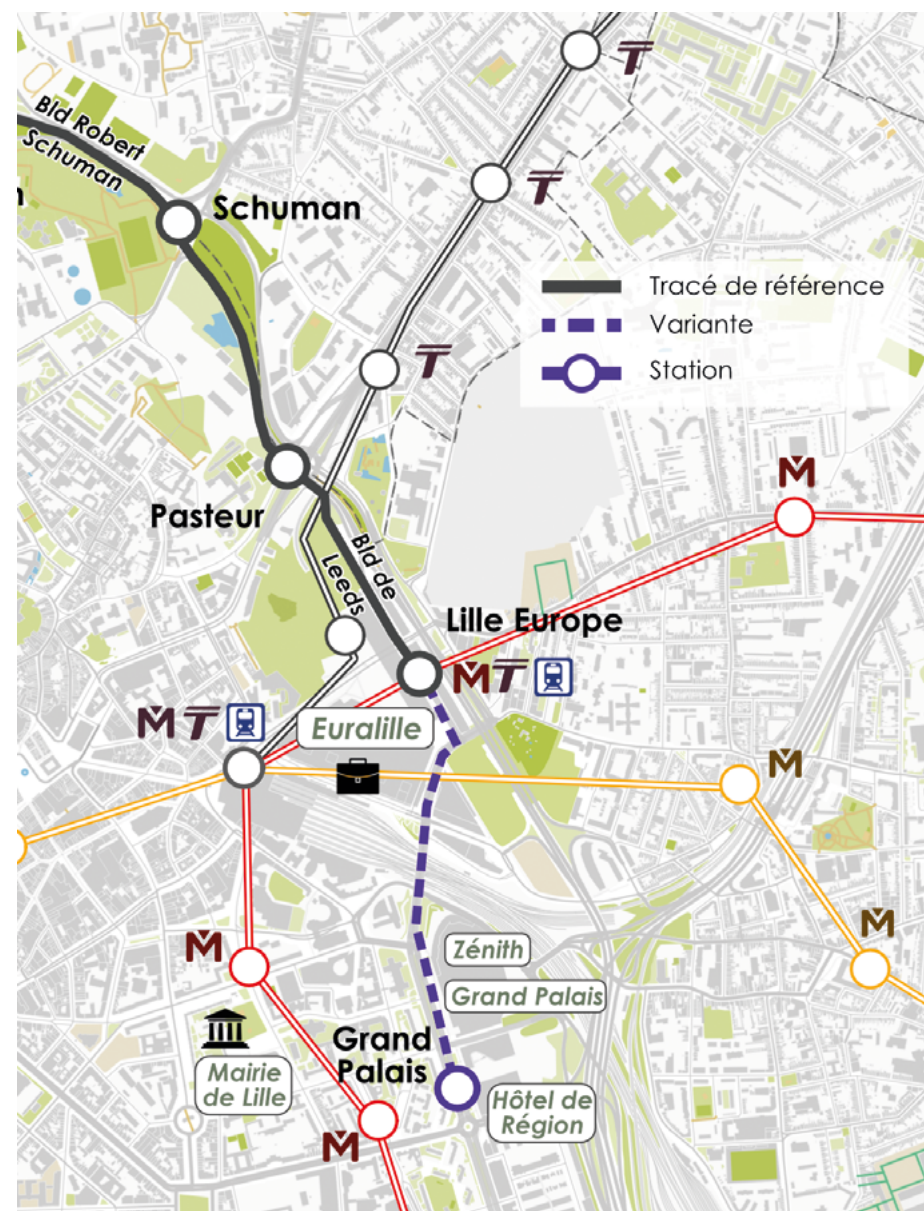 Bld Robert
Schuman
n
Schuman
T
T
Tracé de référence
Variante
Station
T
M
Pasteur
Bld de
Leeds
Lille Europe
M T
M T
Euralille
M
M
M
Zénith
Grand Palais
Grand
Palais
Mairie
de Lille
Hôtel de
Région
M